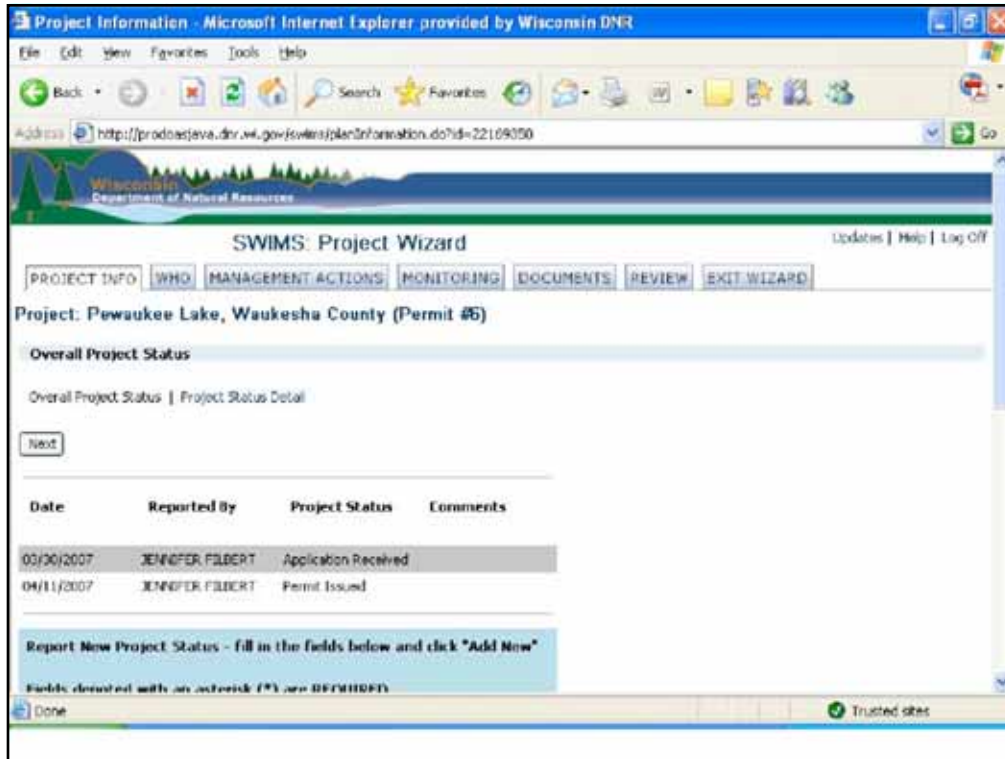 Project Information - Microsoft Internet Explorer provided by Wisconsin DNR
File Edit View Favorites Tools Help
Back Search Favorites
Address http://prodoasjava.dnr.wi.gov/swims/planInformation.do?id=22169350 Go
Wisconsin
Department of Natural Resources
SWIMS: Project Wizard
Updates | Help | Log Off
PROJECT INFO WHO MANAGEMENT ACTIONS MONITORING DOCUMENTS REVIEW EXIT WIZARD
Project: Pewaukee Lake, Waukesha County (Permit #6)
Overall Project Status
Overall Project Status | Project Status Detail
Next
Date Reported By Project Status Comments
03/30/2007 JENNIFER FILBERT Application Received
04/11/2007 JENNIFER FILBERT Permit Issued
Report New Project Status - fill in the fields below and click "Add New"
Fields denoted with an asterisk (*) are REQUIRED
Done Trusted sites